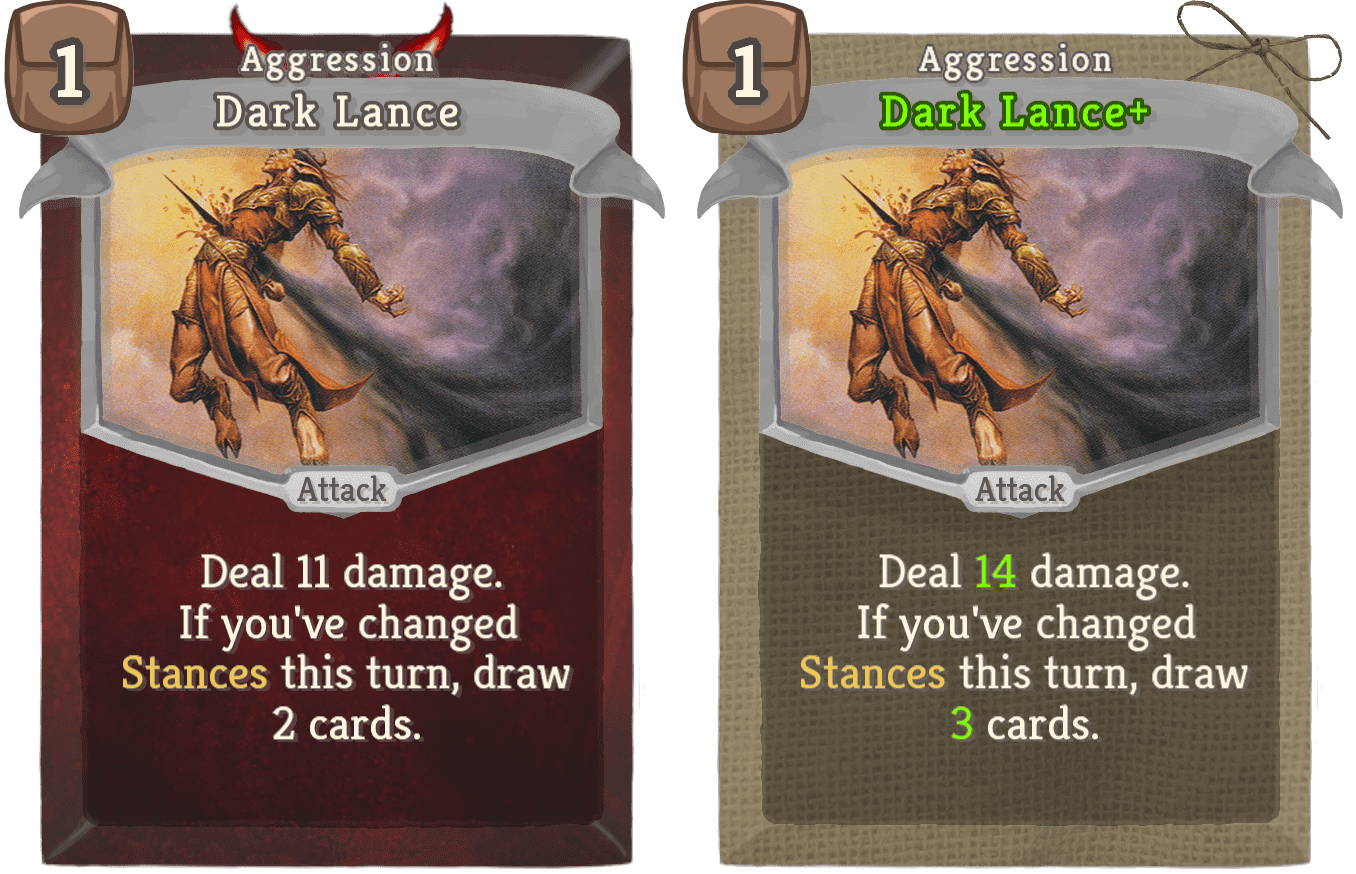 1
Aggression
Dark Lance
Attack
Deal 11 damage.
If you've changed
Stances this turn, draw
2 cards.
1
Aggression
Dark Lance+
Attack
Deal 14 damage.
If you've changed
Stances this turn, draw
3 cards.